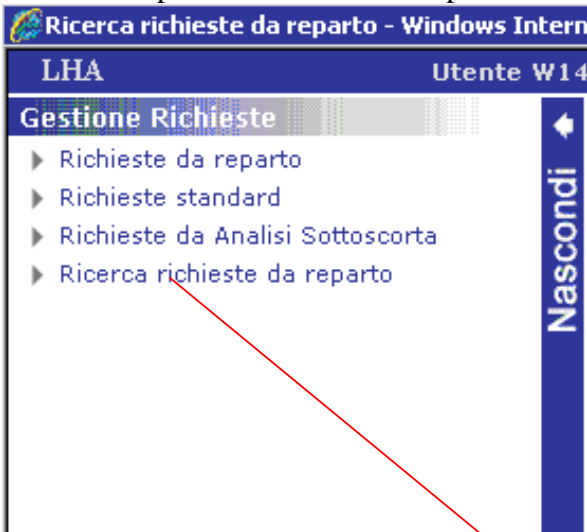 Ricerca richieste da reparto - Windows Intern
LHA Utente W14
Gestione Richieste
Richieste da reparto
Richieste standard
Richieste da Analisi Sottoscorta
Ricerca richieste da reparto
Nascondi